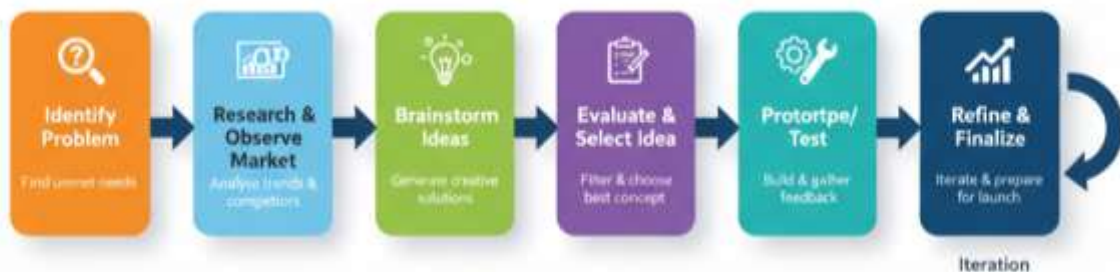 Identify
Problem
Find unmet needs
Research &
Observe
Market
Analyse trends &
competitors
Brainstorm
Ideas
Generate creative
solutions
Evaluate &
Select Idea
Filter & choose
best concept
Protortpe/
Test
Build & gather
feedback
Refine &
Finalize
Iterate & prepare
for launch
Iteration